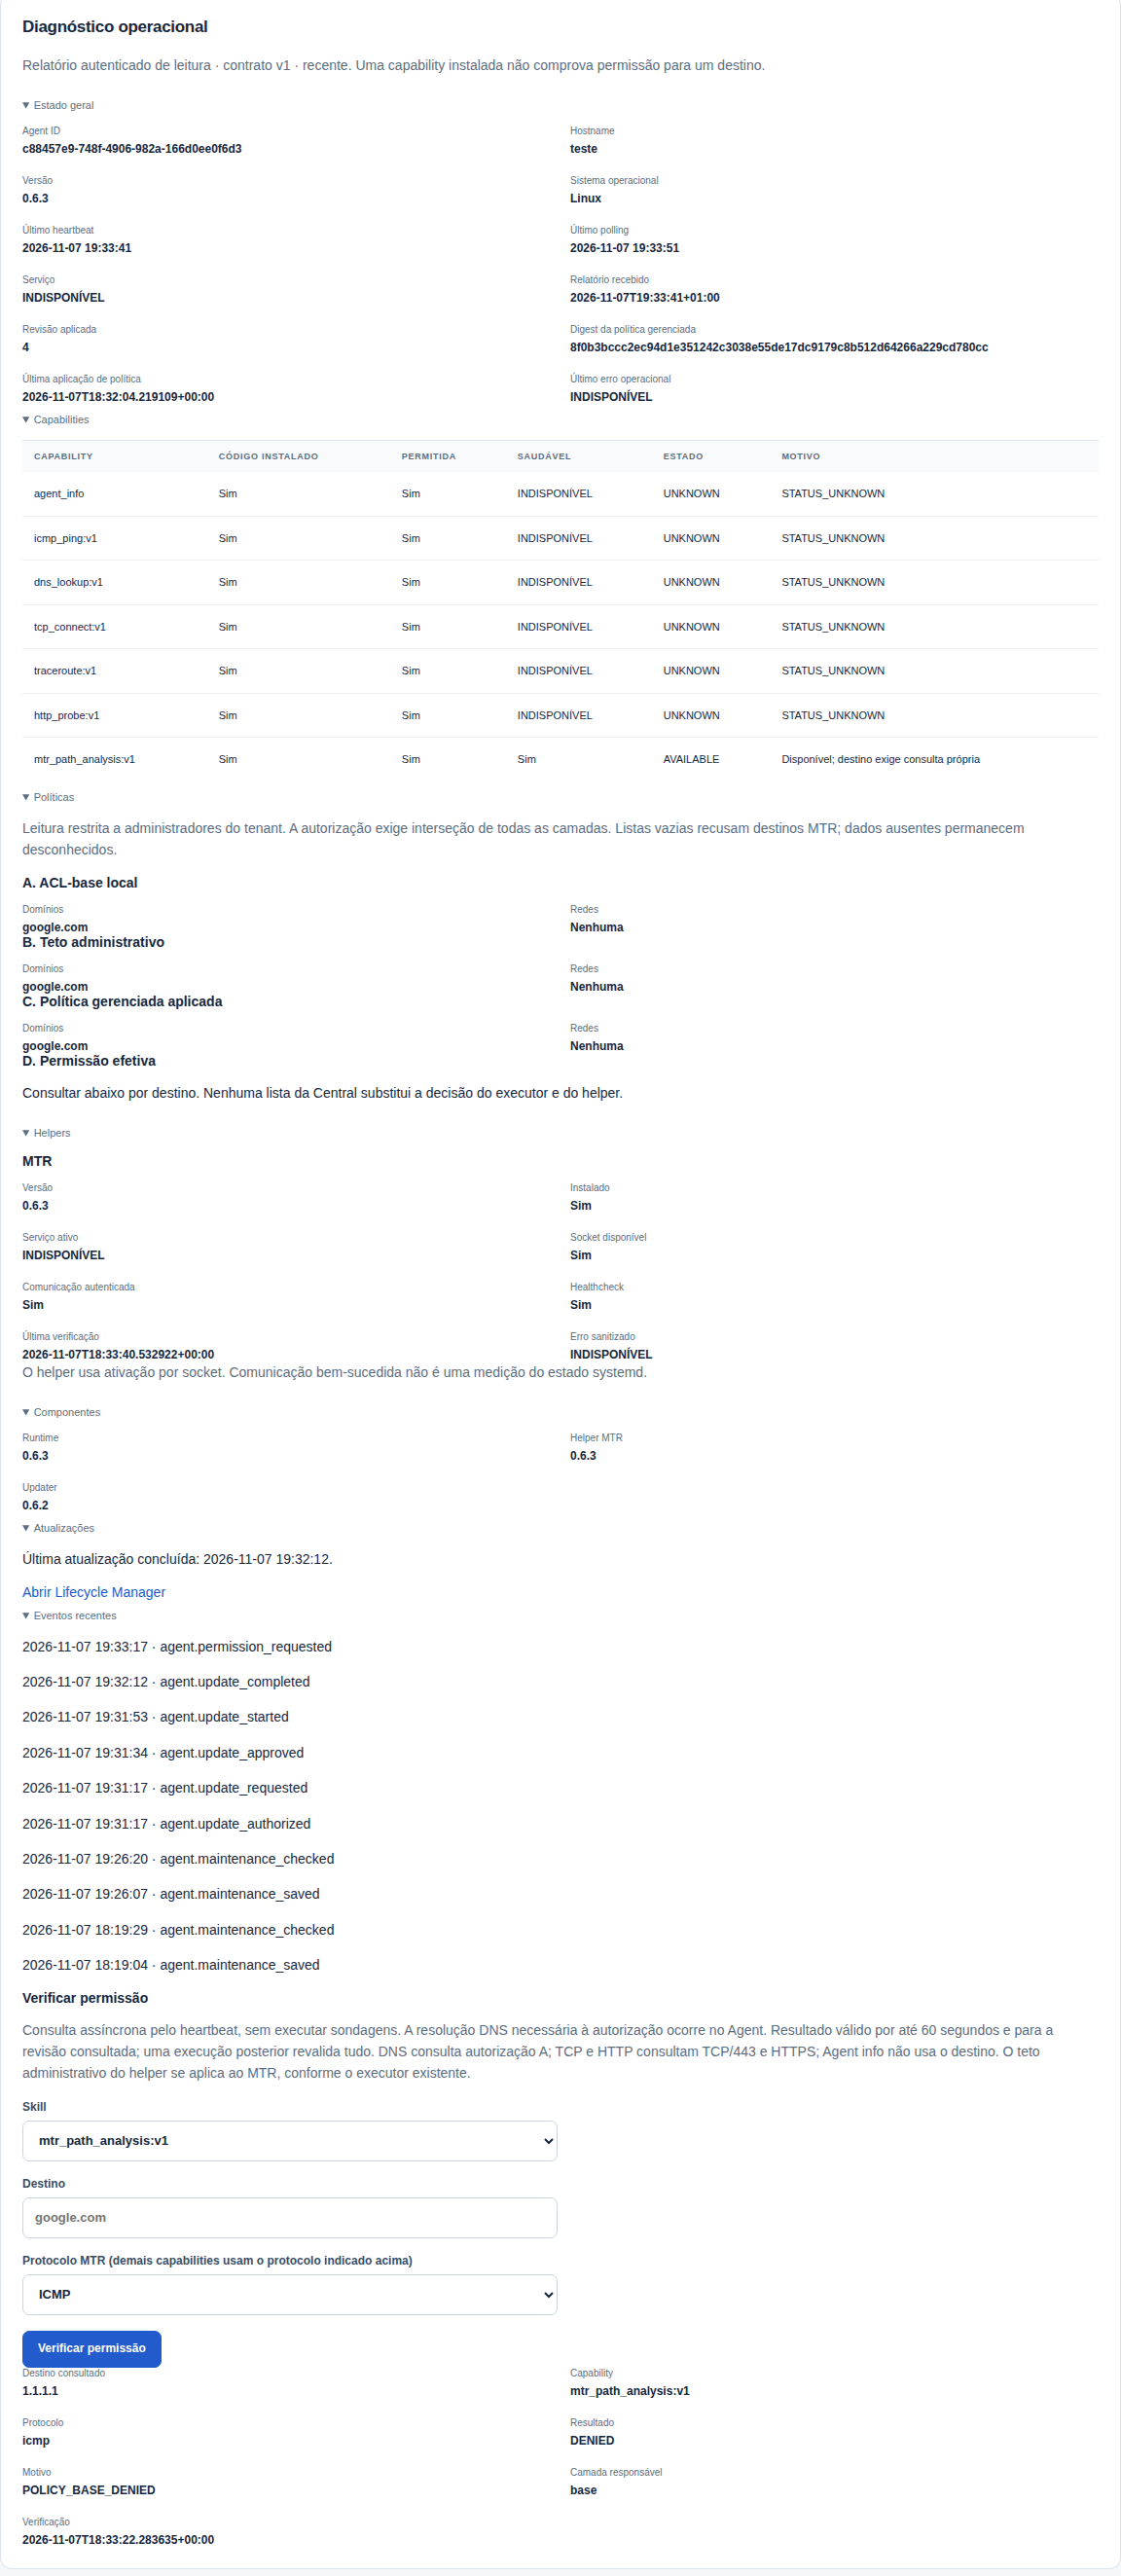 Diagnóstico operacional
Relatório autenticado de leitura · contrato v1 · recente. Uma capability instalada não comprova permissão para um destino.
▼ Estado geral
Agent ID
c88457e9-748f-4906-982a-166d0ee0f6d3
Hostname
teste
Versão
0.6.3
Sistema operacional
Linux
Último heartbeat
2026-11-07 19:33:41
Último polling
2026-11-07 19:33:51
Serviço
INDISPONÍVEL
Relatório recebido
2026-11-07T19:33:41+01:00
Revisão aplicada
4
Digest da política gerenciada
8f0b3bccc2ec94d1e351242c3038e55de17dc9179c8b512d64266a229cd780cc
Última aplicação de política
2026-11-07T18:32:04.219109+00:00
Último erro operacional
INDISPONÍVEL
▼ Capabilities
CAPABILITY CÓDIGO INSTALADO PERMITIDA SAUDÁVEL ESTADO MOTIVO
agent_info Sim Sim INDISPONÍVEL UNKNOWN STATUS_UNKNOWN
icmp_ping:v1 Sim Sim INDISPONÍVEL UNKNOWN STATUS_UNKNOWN
dns_lookup:v1 Sim Sim INDISPONÍVEL UNKNOWN STATUS_UNKNOWN
tcp_connect:v1 Sim Sim INDISPONÍVEL UNKNOWN STATUS_UNKNOWN
traceroute:v1 Sim Sim INDISPONÍVEL UNKNOWN STATUS_UNKNOWN
http_probe:v1 Sim Sim INDISPONÍVEL UNKNOWN STATUS_UNKNOWN
mtr_path_analysis:v1 Sim Sim Sim AVAILABLE Disponível; destino exige consulta própria
▼ Políticas
Leitura restrita a administradores do tenant. A autorização exige interseção de todas as camadas. Listas vazias recusam destinos MTR; dados ausentes permanecem
desconhecidos.
A. ACL-base local
Domínios
google.com
Redes
Nenhuma
B. Teto administrativo
Domínios
google.com
Redes
Nenhuma
C. Política gerenciada aplicada
Domínios
google.com
Redes
Nenhuma
D. Permissão efetiva
Consultar abaixo por destino. Nenhuma lista da Central substitui a decisão do executor e do helper.
▼ Helpers
MTR
Versão
0.6.3
Instalado
Sim
Serviço ativo
INDISPONÍVEL
Socket disponível
Sim
Comunicação autenticada
Sim
Healthcheck
Sim
Última verificação
2026-11-07T18:33:40.532922+00:00
Erro sanitizado
INDISPONÍVEL
O helper usa ativação por socket. Comunicação bem-sucedida não é uma medição do estado systemd.
▼ Componentes
Runtime
0.6.3
Helper MTR
0.6.3
Updater
0.6.2
▼ Atualizações
Última atualização concluída: 2026-11-07 19:32:12.
Abrir Lifecycle Manager
▼ Eventos recentes
2026-11-07 19:33:17 · agent.permission_requested
2026-11-07 19:32:12 · agent.update_completed
2026-11-07 19:31:53 · agent.update_started
2026-11-07 19:31:34 · agent.update_approved
2026-11-07 19:31:17 · agent.update_requested
2026-11-07 19:31:17 · agent.update_authorized
2026-11-07 19:26:20 · agent.maintenance_checked
2026-11-07 19:26:07 · agent.maintenance_saved
2026-11-07 18:19:29 · agent.maintenance_checked
2026-11-07 18:19:04 · agent.maintenance_saved
Verificar permissão
Consulta assíncrona pelo heartbeat, sem executar sondagens. A resolução DNS necessária à autorização ocorre no Agent. Resultado válido por até 60 segundos e para a
revisão consultada; uma execução posterior revalida tudo. DNS consulta autorização A; TCP e HTTP consultam TCP/443 e HTTPS; Agent info não usa o destino. O teto
administrativo do helper se aplica ao MTR, conforme o executor existente.
Skill
mtr_path_analysis:v1
Destino
google.com
Protocolo MTR (demais capabilities usam o protocolo indicado acima)
ICMP
Verificar permissão
Destino consultado
1.1.1.1
Capability
mtr_path_analysis:v1
Protocolo
icmp
Resultado
DENIED
Motivo
POLICY_BASE_DENIED
Camada responsável
base
Verificação
2026-11-07T18:33:22.283635+00:00